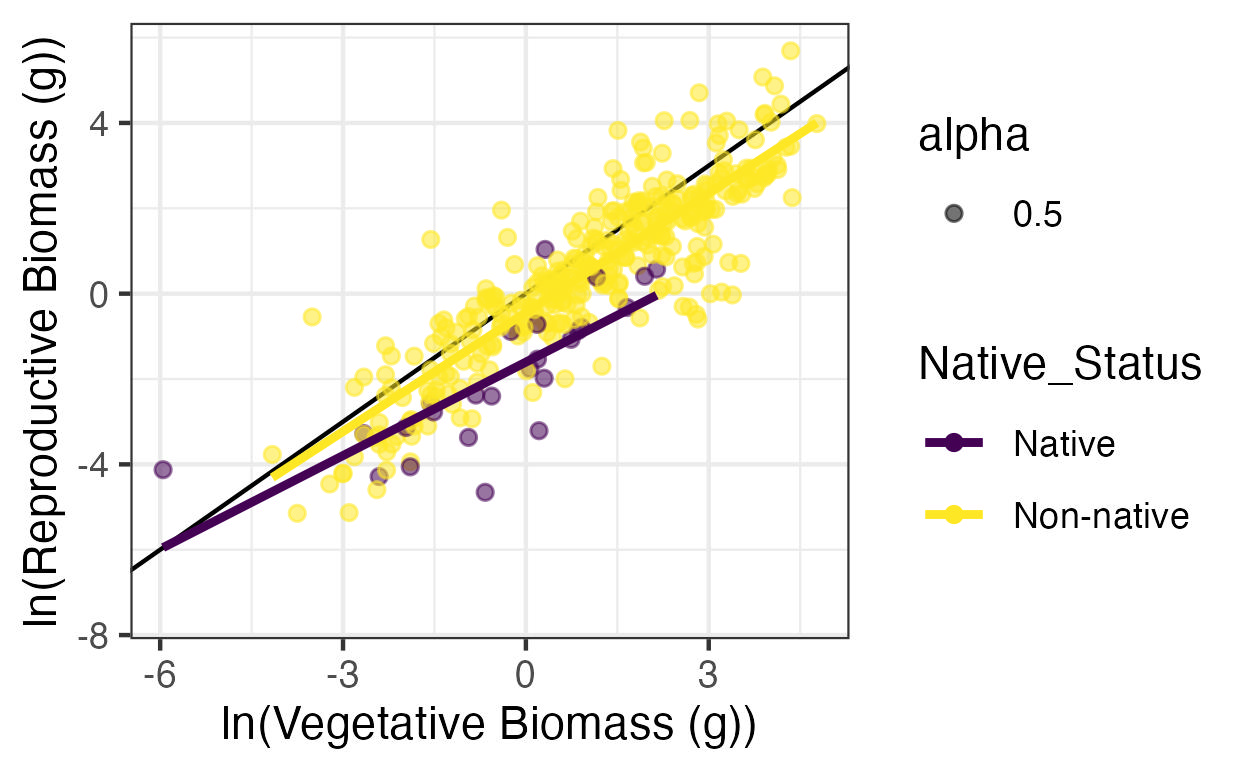 ln(Reproductive Biomass (g))
4
0
-4
-8
-6
-3
0
3
ln(Vegetative Biomass (g))
alpha
0.5
Native_Status
Native
Non-native